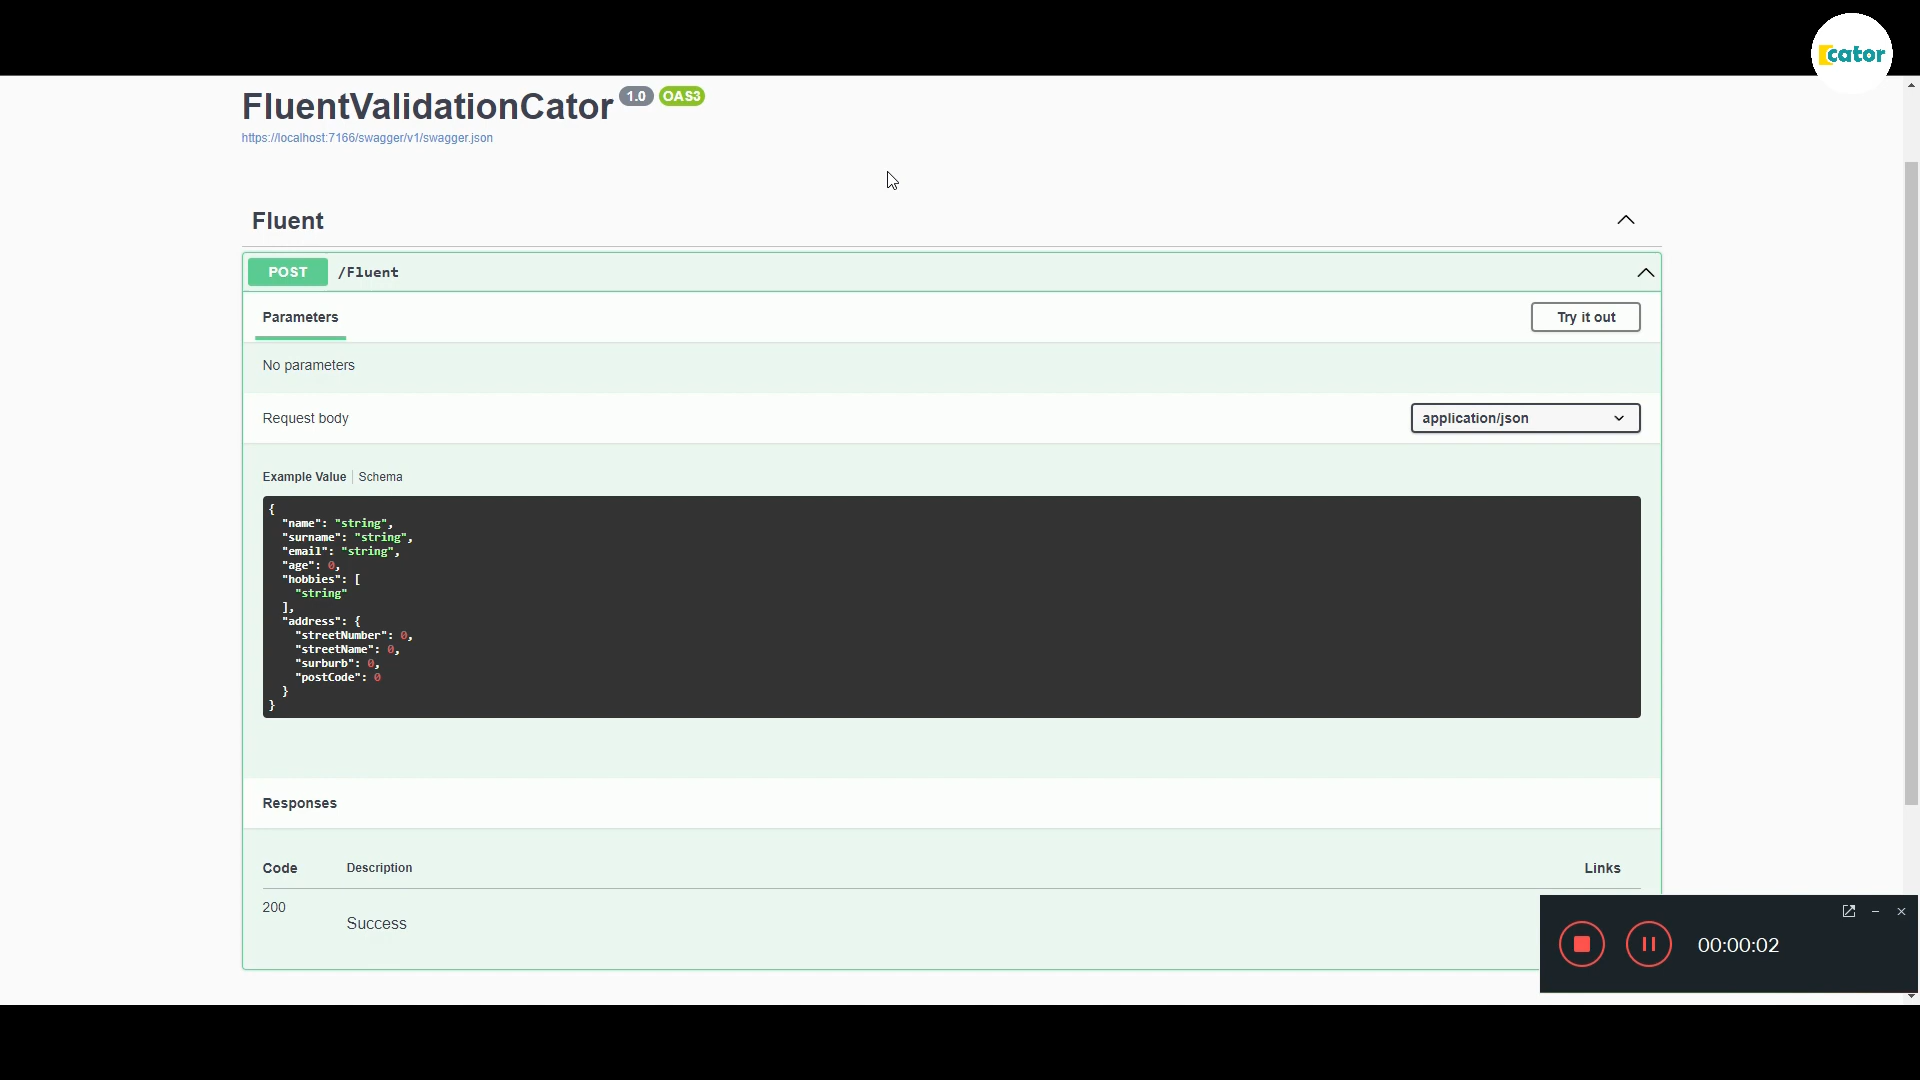 cator
FluentValidationCator 1.0 OAS3
https://localhost:7166/swagger/v1/swagger.json
Fluent
POST /Fluent
Parameters Try it out
No parameters
Request body application/json
Example Value Schema
{
"name": "string",
"surname": "string",
"email": "string",
"age": 0,
"hobbies": [
"string"
],
"address": {
"streetNumber": 0,
"streetName": 0,
"surburb": 0,
"postCode": 0
}
}
Responses
Code Description Links
200
Success
00:00:02